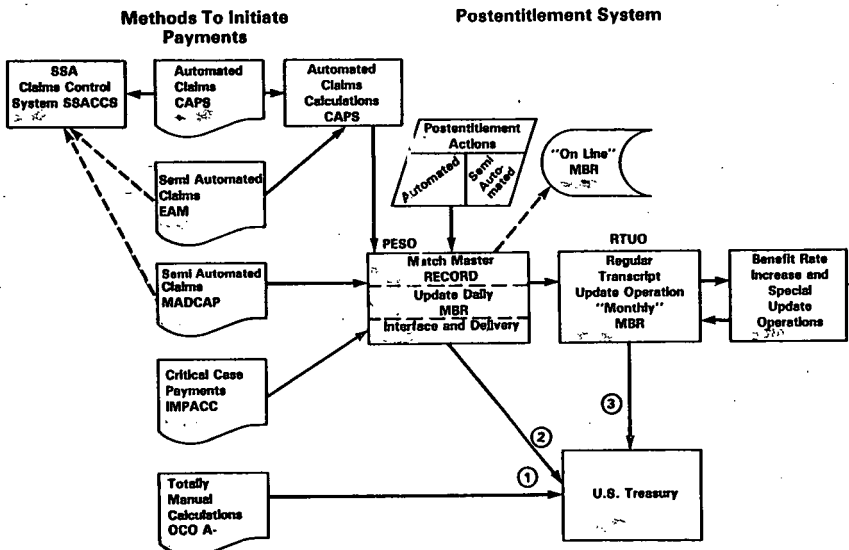 Methods To Initiate
Payments
Postentitlement System
SSA
Claims Control
System SSACCS
Automated
Claims
CAPS
Automated
Claims
Calculations
CAPS
Postentitlement
Actions
Automated
Semi
Auto-
mated
"On Line"
MBR
Semi Automated
Claims
EAM
PESO
Match Master
RECORD
Update Daily
MBR
Interface and Delivery
RTUO
Regular
Transcript
Update Operation
"Monthly"
MBR
Benefit Rate
Increase and
Special
Update
Operations
Semi Automated
Claims
MADCAP
Critical Case
Payments
IMPACC
3
2
1
U.S. Treasury
Totally
Manual
Calculations
OCO A-